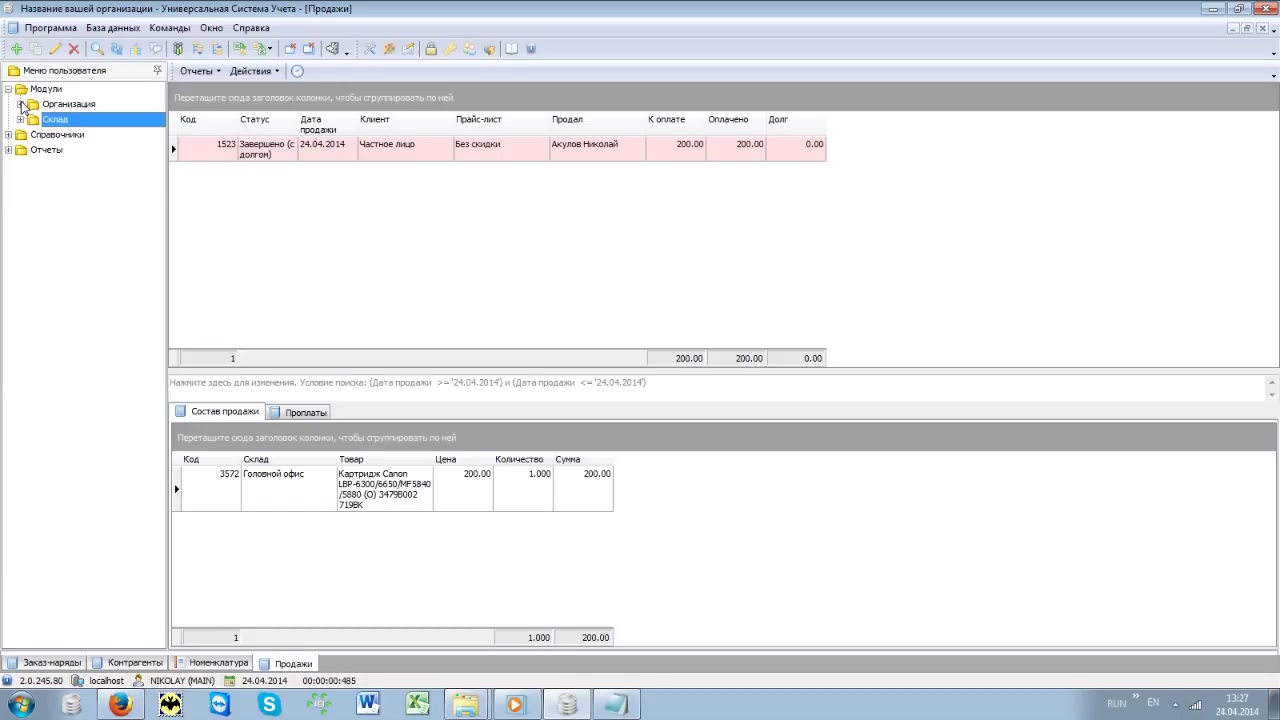 Название вашей организации - Универсальная Система Учета - [Продажи]
Программа База данных Команды Окно Справка
Меню пользователя
Отчеты Действия
Модули
Организация
Склад
Справочники
Отчеты
Перетащите сюда заголовок колонки, чтобы сгруппировать по ней
Код Статус Дата продажи Клиент Прайс-лист Продал К оплате Оплачено Долг
1523 Завершено (с долгом) 24.04.2014 Частное лицо Без скидки Акулов Николай 200.00 200.00 0.00
1 200.00 200.00 0.00
Нажмите здесь для изменения. Условие поиска: (Дата продажи >= '24.04.2014') и (Дата продажи <= '24.04.2014')
Состав продажи Проплаты
Перетащите сюда заголовок колонки, чтобы сгруппировать по ней
Код Склад Товар Цена Количество Сумма
3572 Головной офис Картридж Canon 200.00 1.000 200.00
LBP-6300/6650/MF5840
/5880 (O) 3479B002
719BK
1 1.000 200.00
Заказ-наряды Контрагенты Номенклатура Продажи
2.0.245.80 localhost NIKOLAY (MAIN) 24.04.2014 00:00:00:485
RUN EN 13:27
24.04.2014